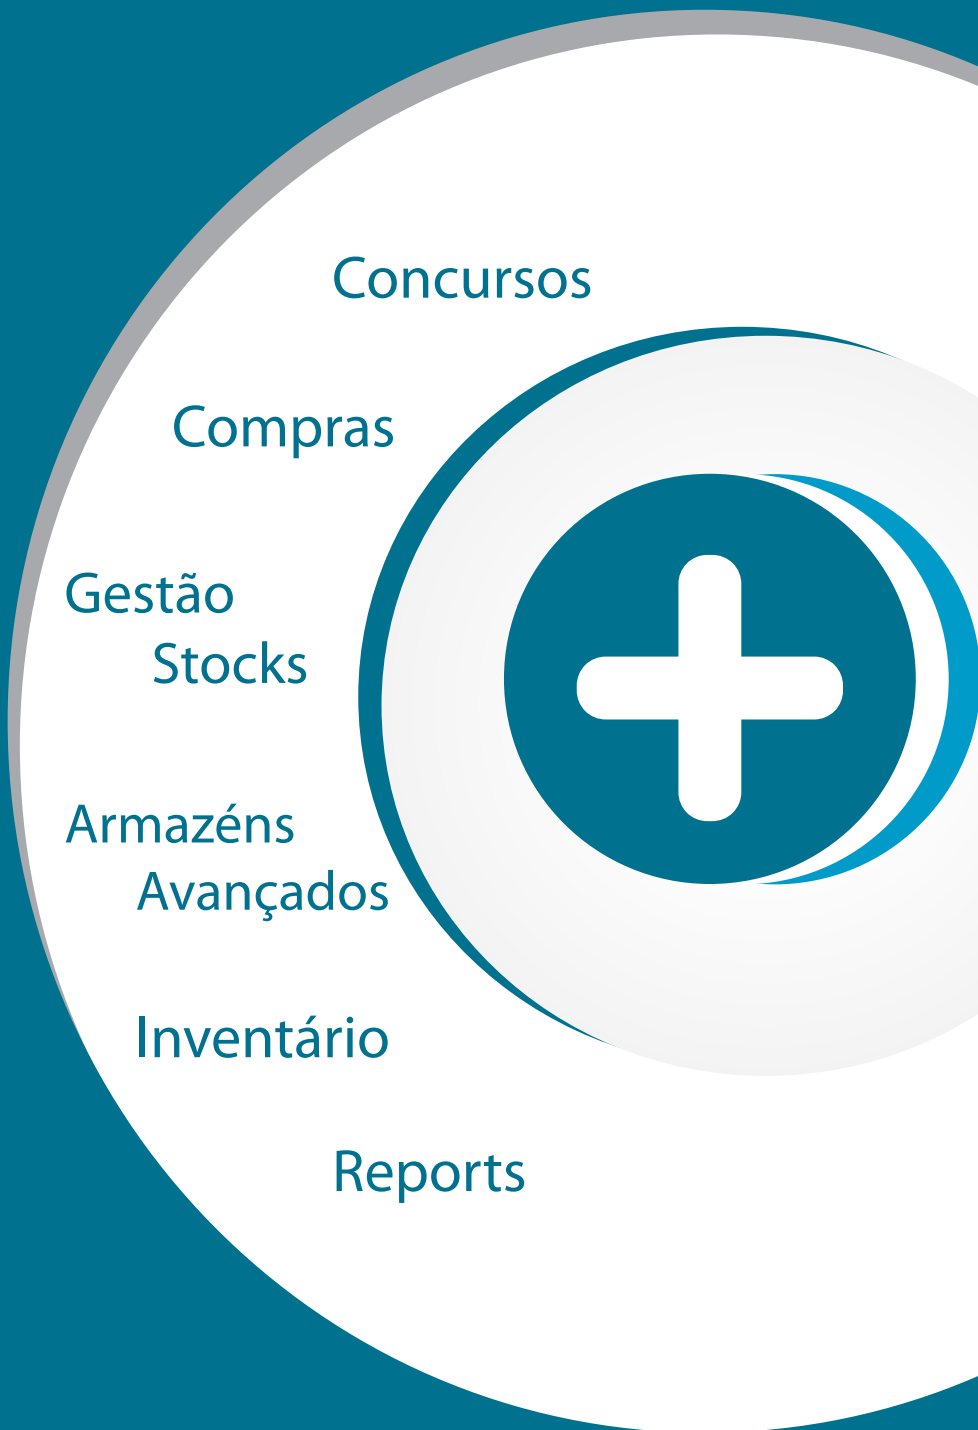 Concursos
Compras
Gestão
Stocks
Armazéns
Avançados
Inventário
Reports